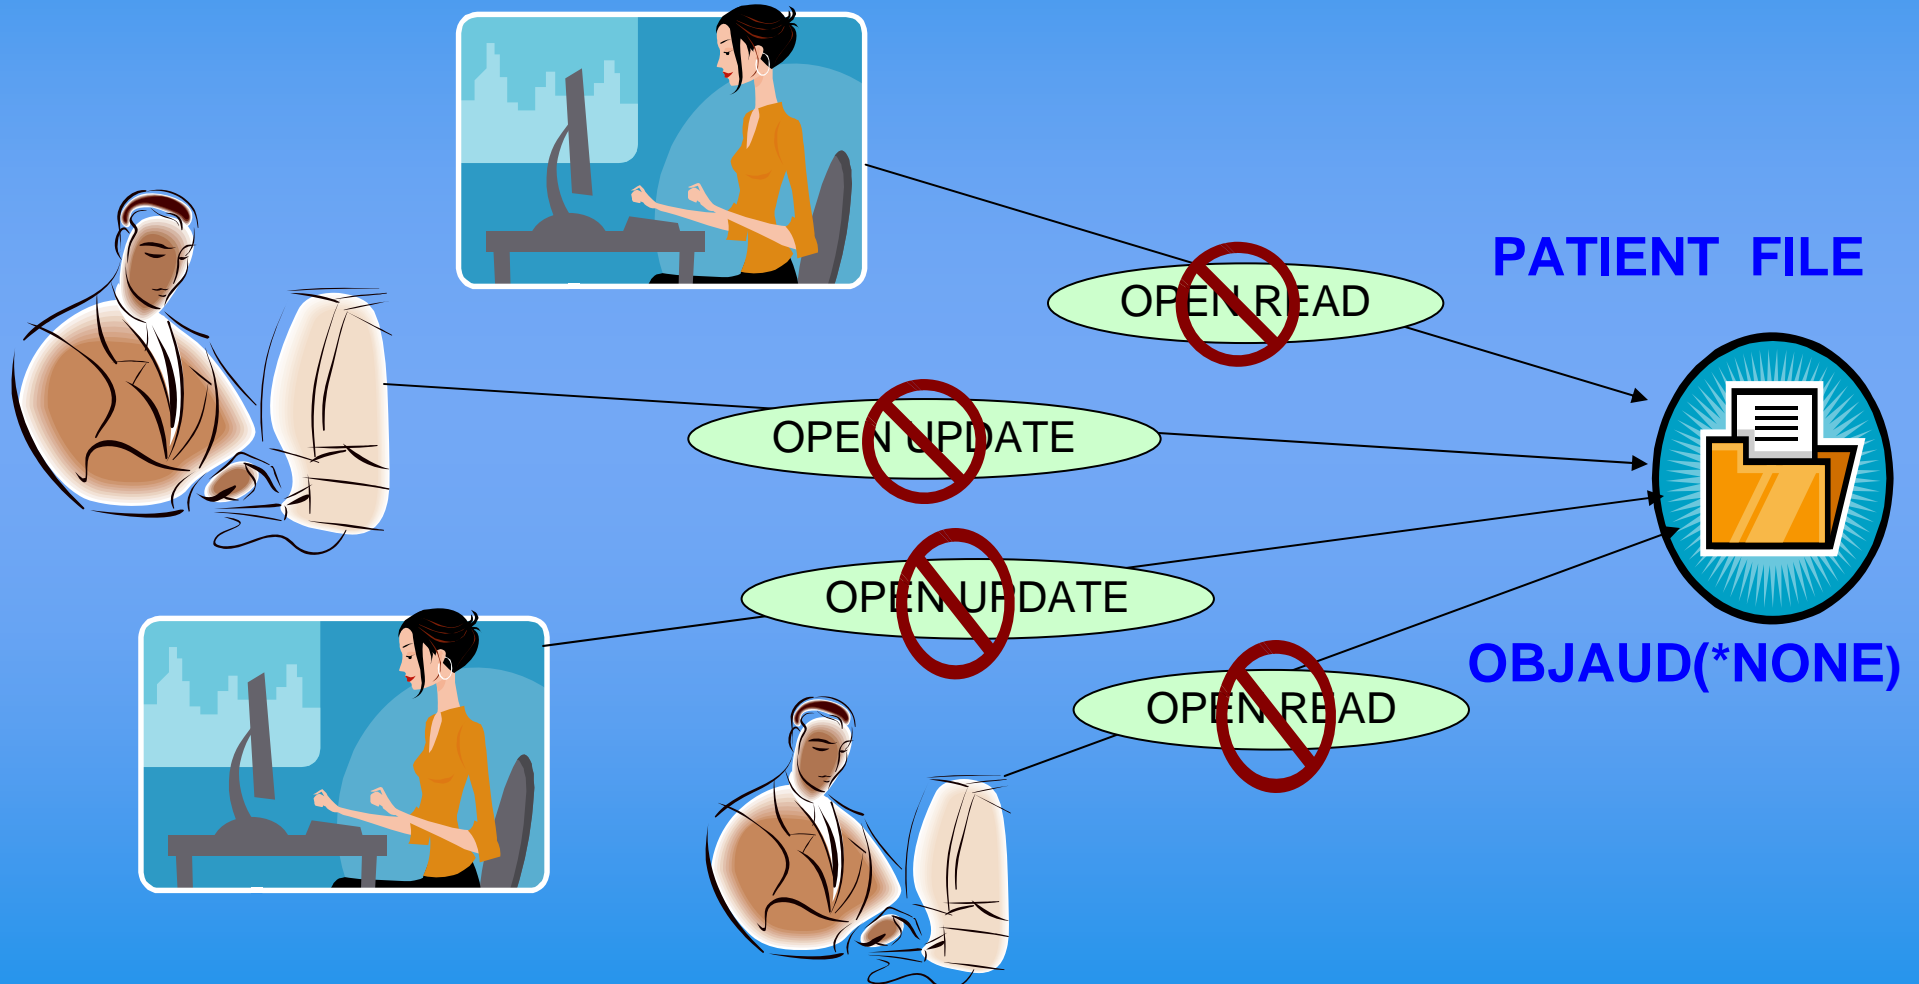 PATIENT FILE
OPEN READ
OPEN UPDATE
OPEN UPDATE
OBJAUD(*NONE)
OPEN READ